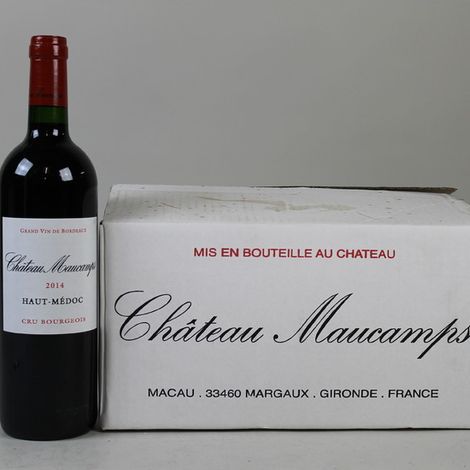 GRAND VIN DE BORDEAUX
Château Maucamps
2014
HAUT-MÉDOC
CRU BOURGEOIS
MIS EN BOUTEILLE AU CHATEAU
Château Maucamps
MACAU . 33460 MARGAUX . GIRONDE . FRANCE